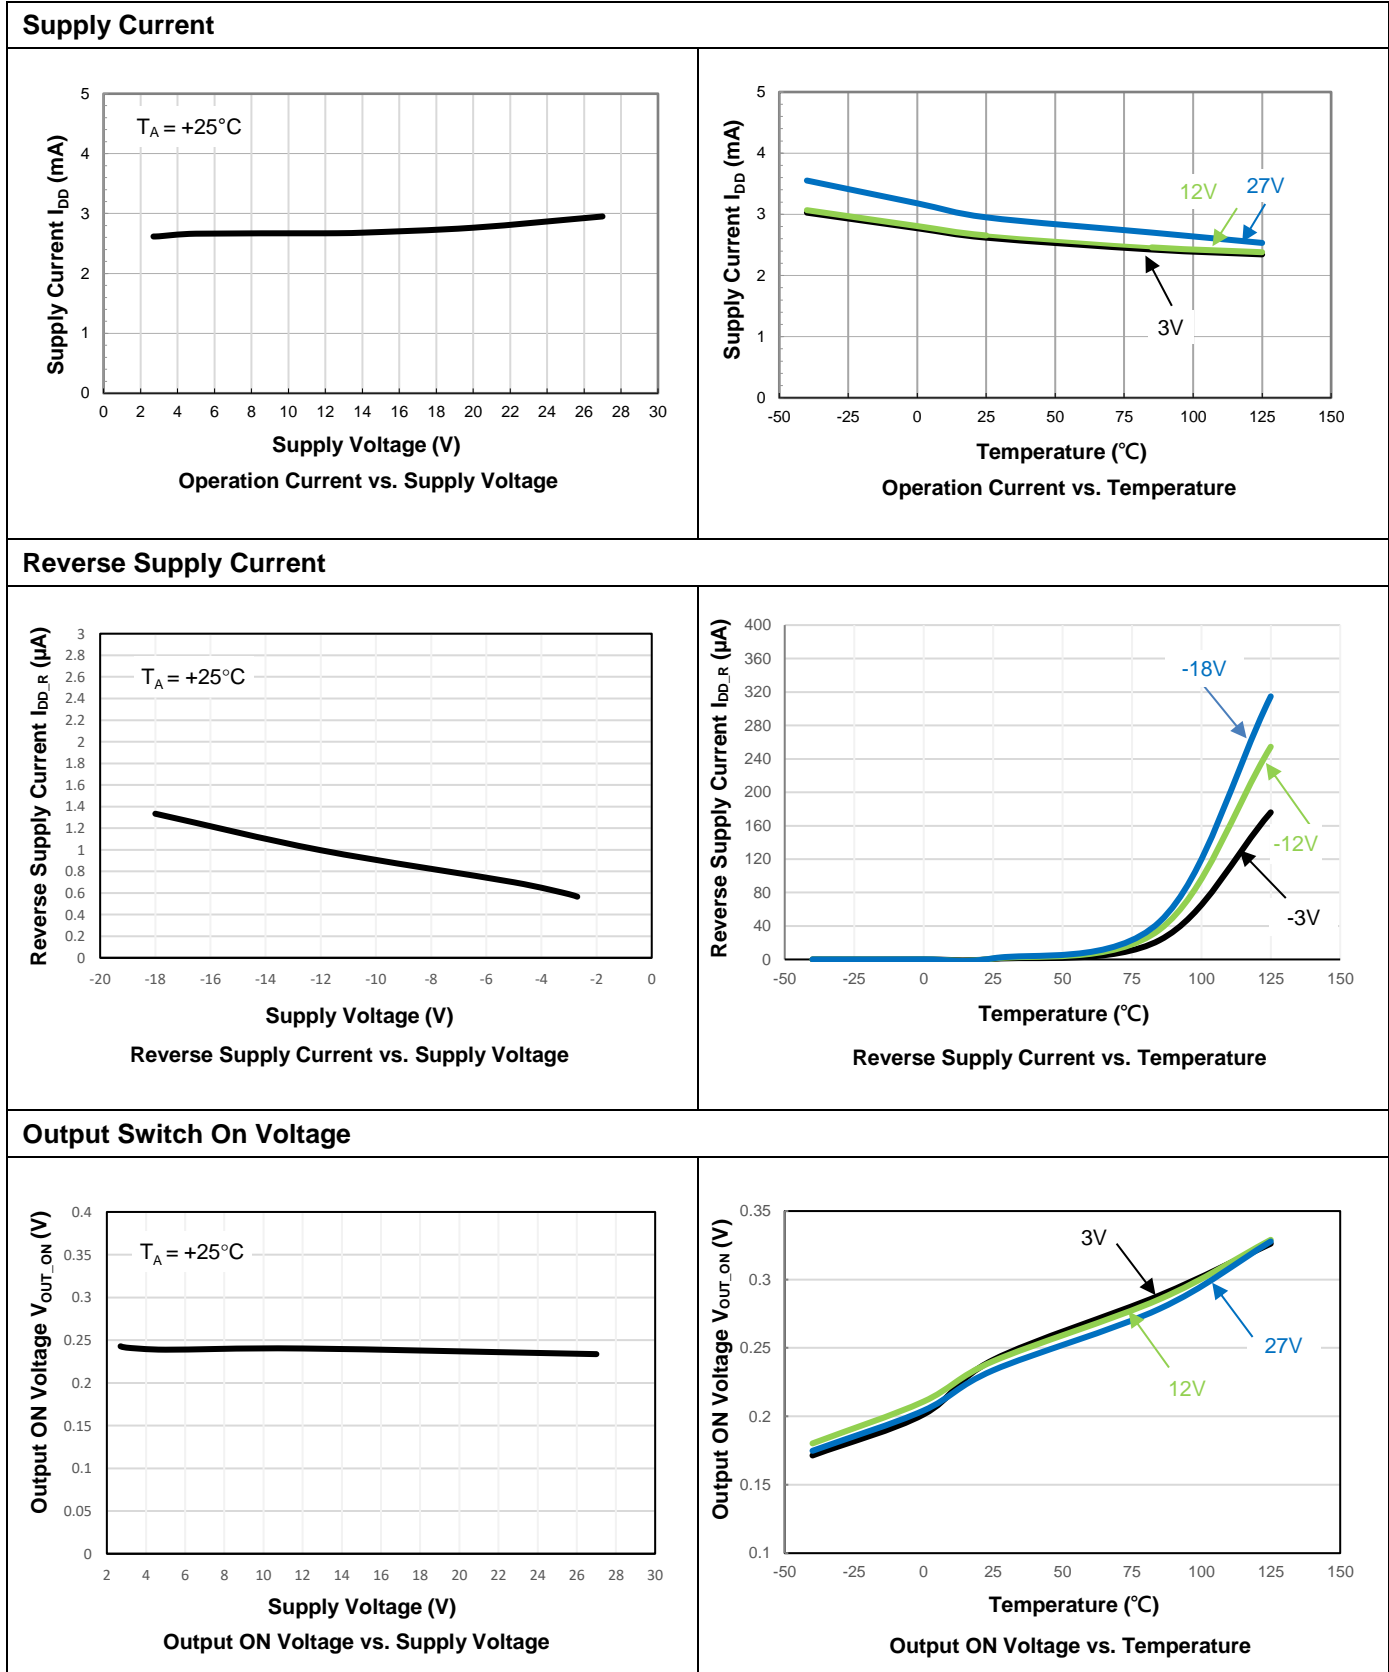 Supply Current
5
4
3
2
1
0
T_A = +25°C
Supply Current I_DD (mA)
0 2 4 6 8 10 12 14 16 18 20 22 24 26 28 30
Supply Voltage (V)
Operation Current vs. Supply Voltage
5
4
3
2
1
0
Supply Current I_DD (mA)
12V
27V
3V
-50 -25 0 25 50 75 100 125 150
Temperature (℃)
Operation Current vs. Temperature
Reverse Supply Current
3
2.8
2.6
2.4
2.2
2
1.8
1.6
1.4
1.2
1
0.8
0.6
0.4
0.2
0
T_A = +25°C
Reverse Supply Current I_DD_R (µA)
-20 -18 -16 -14 -12 -10 -8 -6 -4 -2 0
Supply Voltage (V)
Reverse Supply Current vs. Supply Voltage
400
360
320
280
240
200
160
120
80
40
0
Reverse Supply Current I_DD_R (µA)
-18V
-12V
-3V
-50 -25 0 25 50 75 100 125 150
Temperature (℃)
Reverse Supply Current vs. Temperature
Output Switch On Voltage
0.4
0.35
0.3
0.25
0.2
0.15
0.1
0.05
0
T_A = +25°C
Output ON Voltage V_OUT_ON (V)
2 4 6 8 10 12 14 16 18 20 22 24 26 28 30
Supply Voltage (V)
Output ON Voltage vs. Supply Voltage
0.35
0.3
0.25
0.2
0.15
0.1
Output ON Voltage V_OUT_ON (V)
3V
27V
12V
-50 -25 0 25 50 75 100 125 150
Temperature (℃)
Output ON Voltage vs. Temperature